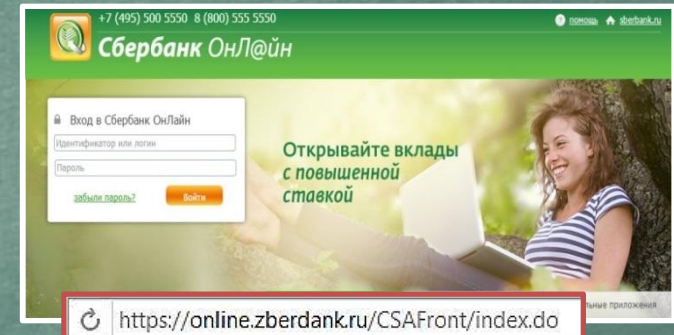 +7 (495) 500 5550 8 (800) 555 5550
помощь sberbank.ru
Сбербанк ОнЛ@йн
Вход в Сбербанк ОнЛайн
Идентификатор или логин
Пароль
забыли пароль?
Войти
Открывайте вклады
с повышенной
ставкой
приложения
https://online.zberdank.ru/CSAFront/index.do